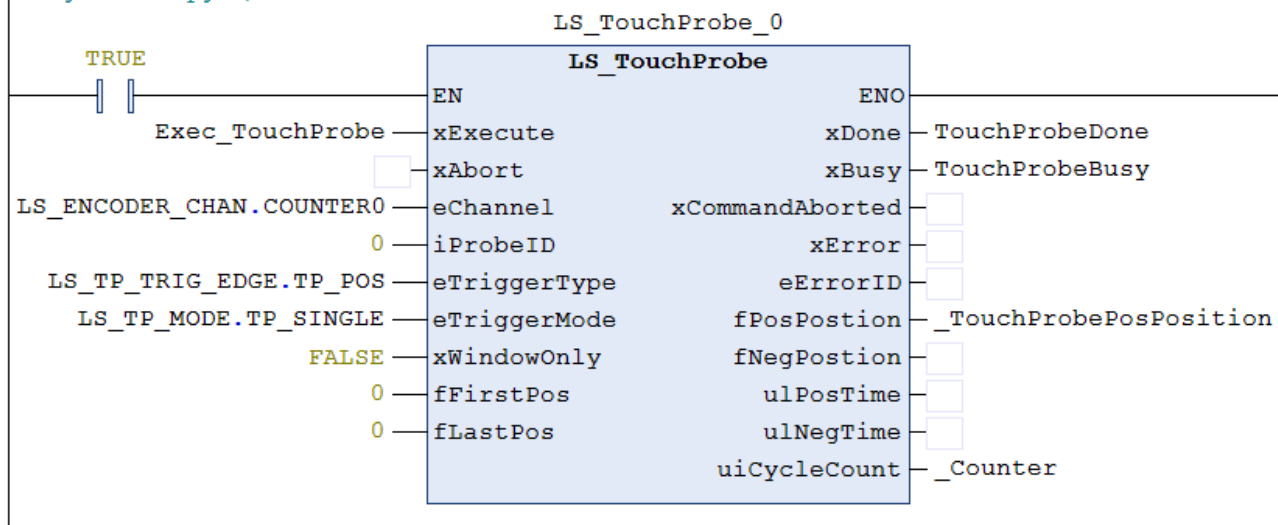 LS_TouchProbe_0
TRUE
LS_TouchProbe
EN ENO
Exec_TouchProbe xExecute xDone TouchProbeDone
xAbort xBusy TouchProbeBusy
LS_ENCODER_CHAN.COUNTER0 eChannel xCommandAborted
0 iProbeID xError
LS_TP_TRIG_EDGE.TP_POS eTriggerType eErrorID
LS_TP_MODE.TP_SINGLE eTriggerMode fPosPostion _TouchProbePosPosition
FALSE xWindowOnly fNegPostion
0 fFirstPos ulPosTime
0 fLastPos ulNegTime
uiCycleCount _Counter